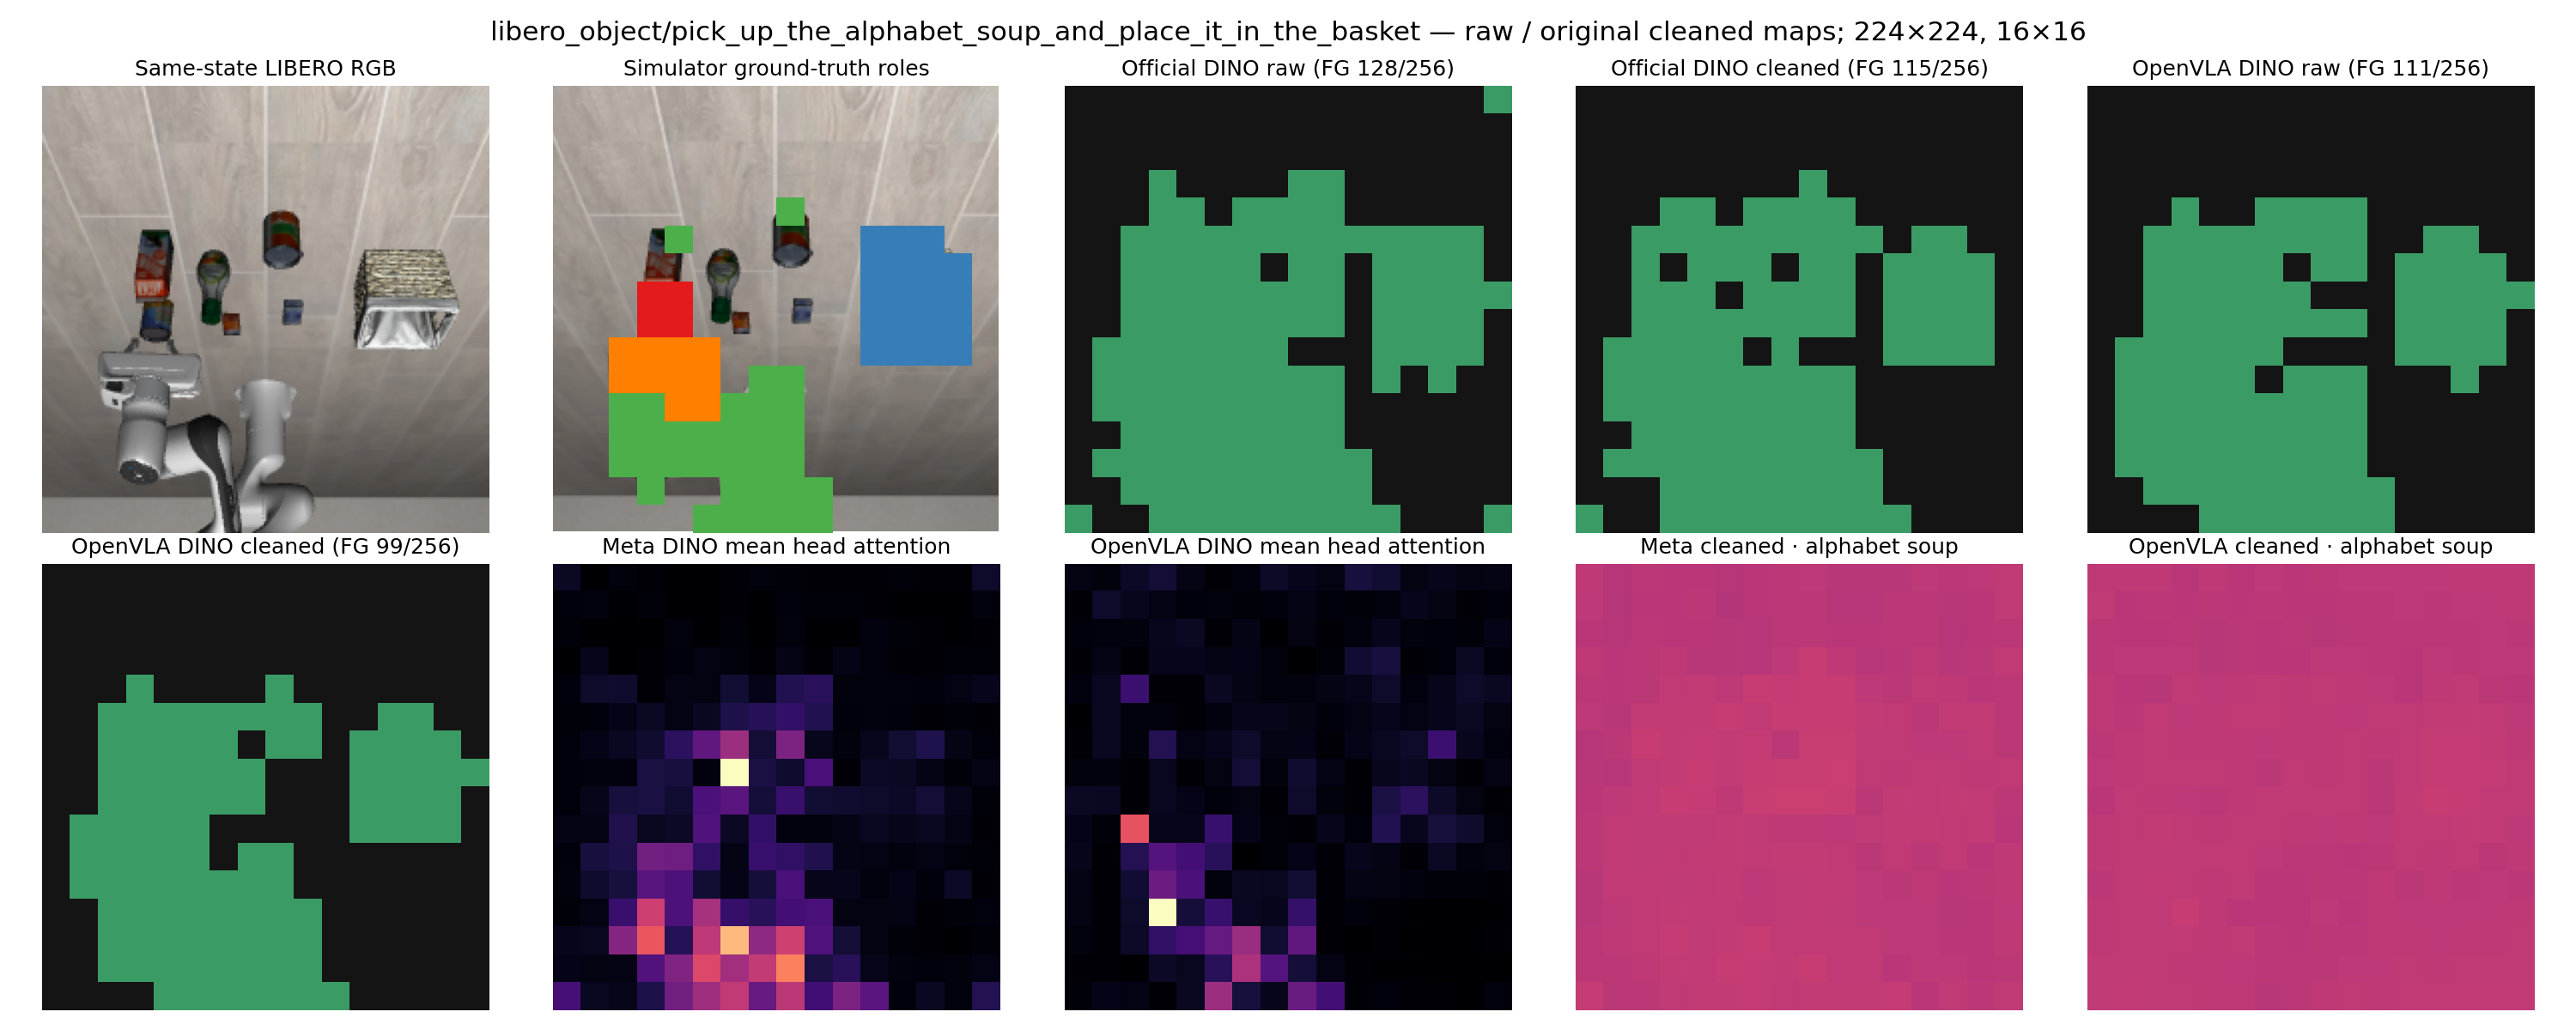 libero_object/pick_up_the_alphabet_soup_and_place_it_in_the_basket — raw / original cleaned maps; 224×224, 16×16
Same-state LIBERO RGB
Simulator ground-truth roles
Official DINO raw (FG 128/256)
Official DINO cleaned (FG 115/256)
OpenVLA DINO raw (FG 111/256)
OpenVLA DINO cleaned (FG 99/256)
Meta DINO mean head attention
OpenVLA DINO mean head attention
Meta cleaned · alphabet soup
OpenVLA cleaned · alphabet soup